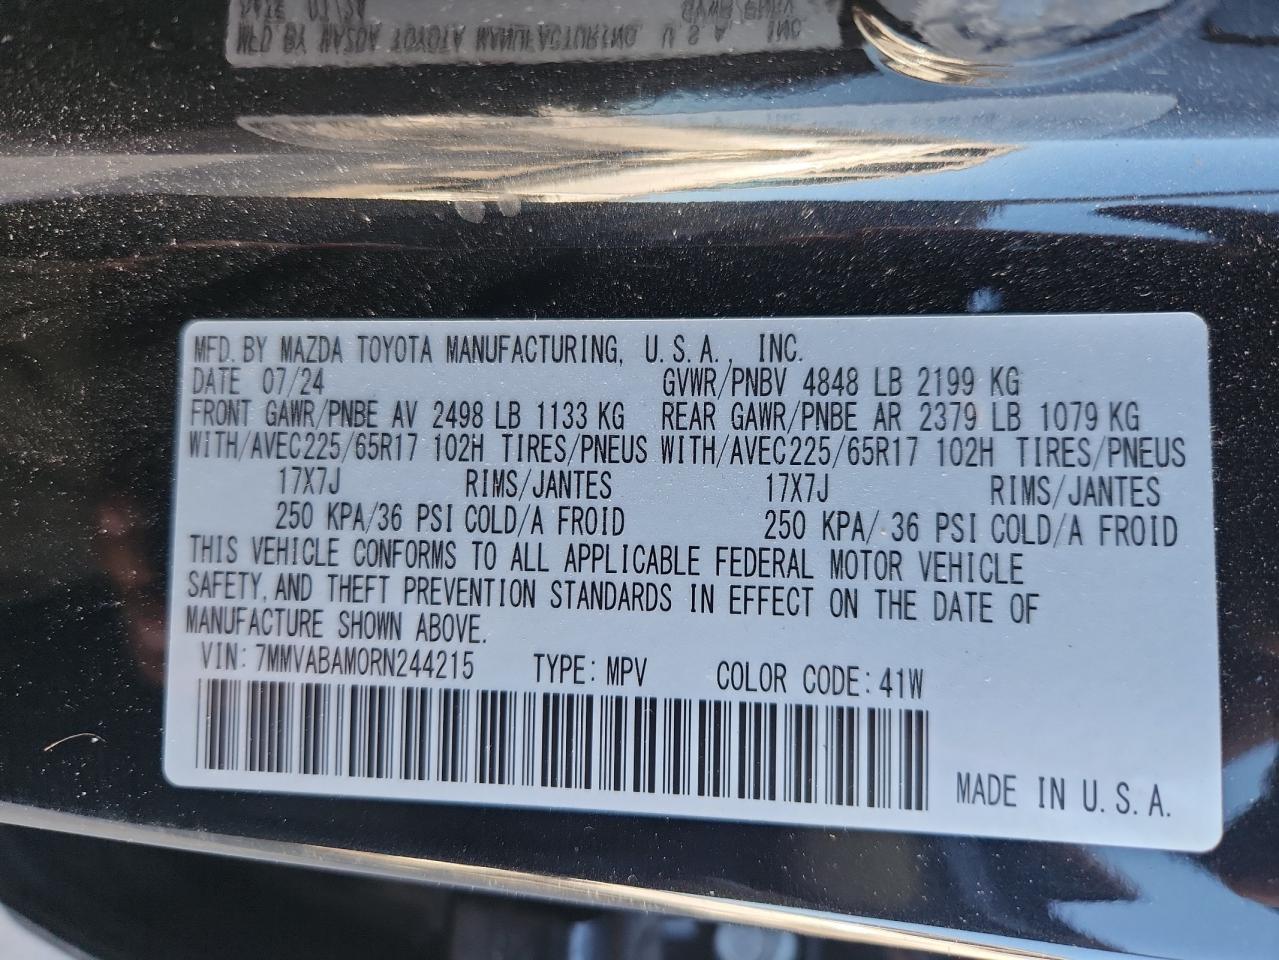 MFD. BY MAZDA TOYOTA MANUFACTURING, U.S.A., INC.
DATE 07/24 GVWR/PNBV 4848 LB 2199 KG
FRONT GAWR/PNBE AV 2498 LB 1133 KG REAR GAWR/PNBE AR 2379 LB 1079 KG
WITH/AVEC225/65R17 102H TIRES/PNEUS WITH/AVEC225/65R17 102H TIRES/PNEUS
17X7J RIMS/JANTES 17X7J RIMS/JANTES
250 KPA/36 PSI COLD/A FROID 250 KPA/36 PSI COLD/A FROID
THIS VEHICLE CONFORMS TO ALL APPLICABLE FEDERAL MOTOR VEHICLE
SAFETY, AND THEFT PREVENTION STANDARDS IN EFFECT ON THE DATE OF
MANUFACTURE SHOWN ABOVE.
VIN: 7MMVABAM0RN244215 TYPE: MPV COLOR CODE: 41W
MADE IN U.S.A.